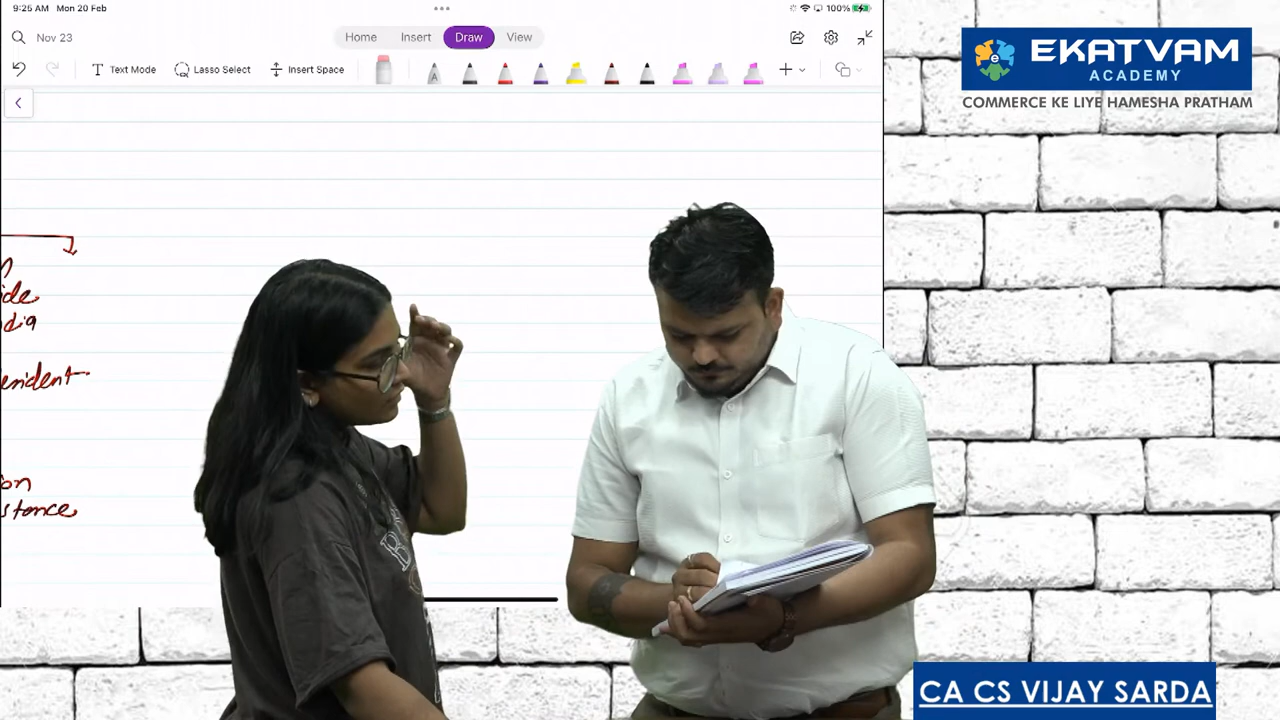 9:25 AM Mon 20 Feb
100%
Nov 23
Home Insert Draw View
Text Mode Lasso Select Insert Space
EKATVAM
ACADEMY
COMMERCE KE LIYE HAMESHA PRATHAM
ide
dia
esident
on
stance
CA CS VIJAY SARDA